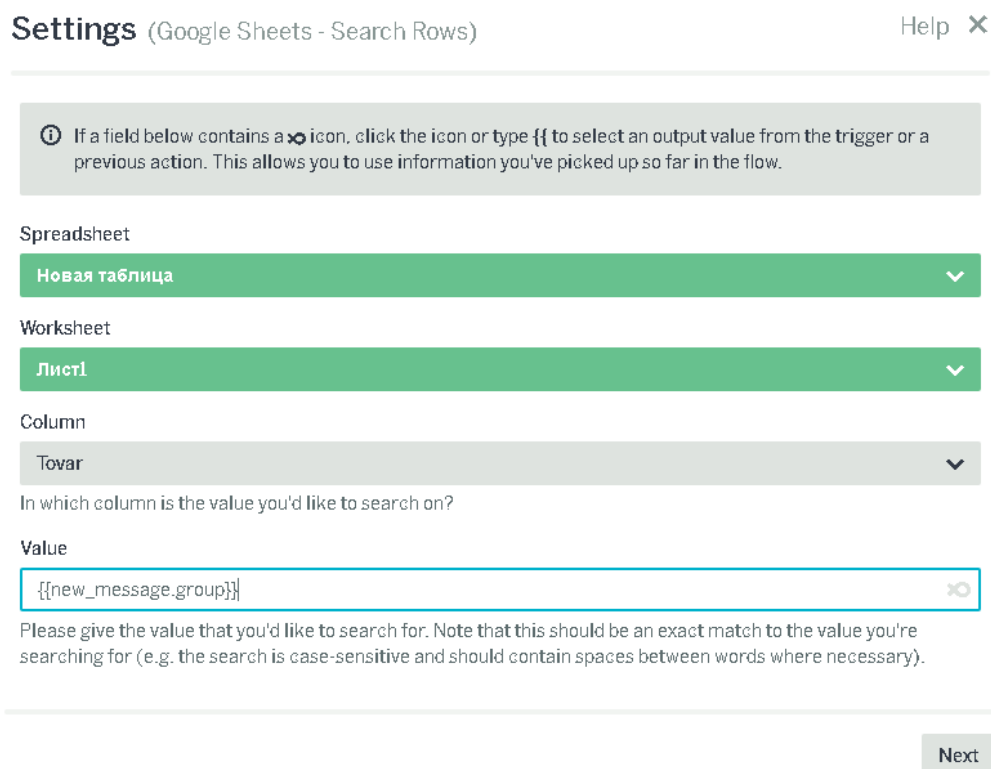 Settings (Google Sheets - Search Rows)
Help ×
If a field below contains a icon, click the icon or type {{ to select an output value from the trigger or a
previous action. This allows you to use information you've picked up so far in the flow.
Spreadsheet
Новая таблица
Worksheet
Лист1
Column
Tovar
In which column is the value you'd like to search on?
Value
{{new_message.group}}
Please give the value that you'd like to search for. Note that this should be an exact match to the value you're
searching for (e.g. the search is case-sensitive and should contain spaces between words where necessary).
Next